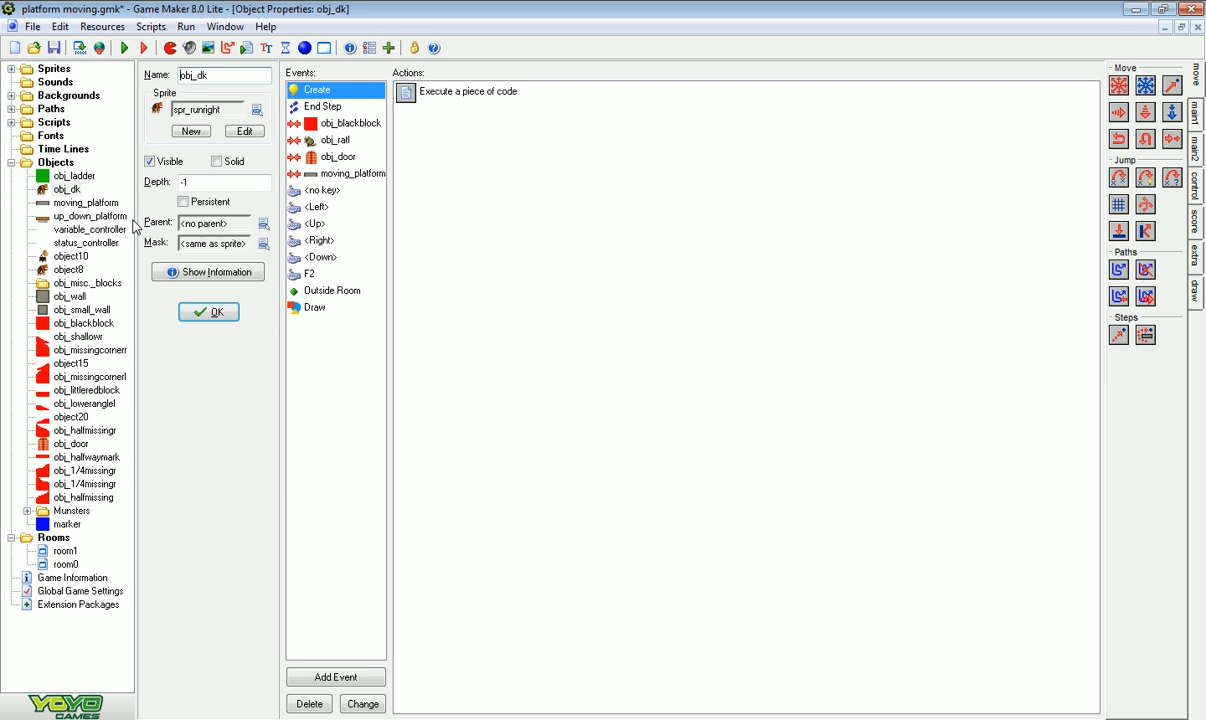 platform moving.gmk* - Game Maker 8.0 Lite - [Object Properties: obj_dk]
File Edit Resources Scripts Run Window Help
Sprites
Sounds
Backgrounds
Paths
Scripts
Fonts
Time Lines
Objects
obj_ladder
obj_dk
moving_platform
up_down_platform
variable_controller
status_controller
object10
object8
obj_misc._blocks
obj_wall
obj_small_wall
obj_blackblock
obj_shallowr
obj_missingcornerr
object15
obj_missingcornerl
obj_littleredblock
obj_loweranglel
object20
obj_halfmissingr
obj_door
obj_halfwaymark
obj_1/4missingr
obj_1/4missingr
obj_halfmissing
Munsters
marker
Rooms
room1
room0
Game Information
Global Game Settings
Extension Packages
YOYO
GAMES
Name: obj_dk
Sprite
spr_runright
New Edit
Visible Solid
Depth: -1
Persistent
Parent: <no parent>
Mask: <same as sprite>
Show Information
OK
Events:
Create
End Step
obj_blackblock
obj_ratl
obj_door
moving_platform
<no key>
<Left>
<Up>
<Right>
<Down>
F2
Outside Room
Draw
Add Event
Delete Change
Actions:
Execute a piece of code
Move
Jump
Paths
Steps
move
main1
main2
control
score
extra
draw